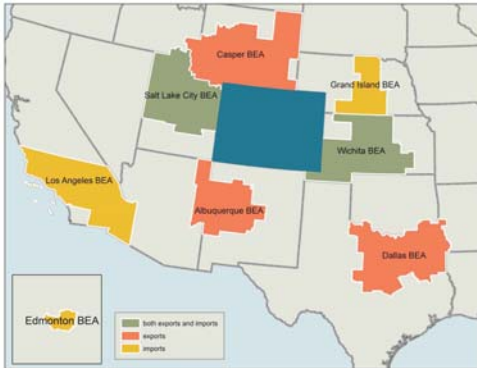 Casper BEA
Grand Island BEA
Salt Lake City BEA
Wichita BEA
Los Angeles BEA
Albuquerque BEA
Dallas BEA
Edmonton BEA
both exports and imports
exports
imports